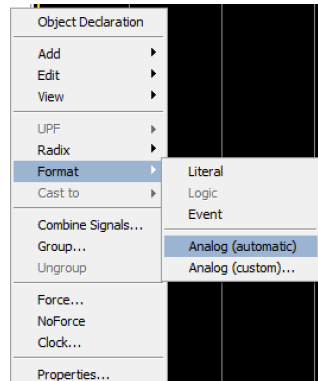 Object Declaration
Add
Edit
View
UPF
Radix
Format
Cast to
Combine Signals...
Group...
Ungroup
Force...
NoForce
Clock...
Properties...
Literal
Logic
Event
Analog (automatic)
Analog (custom)...